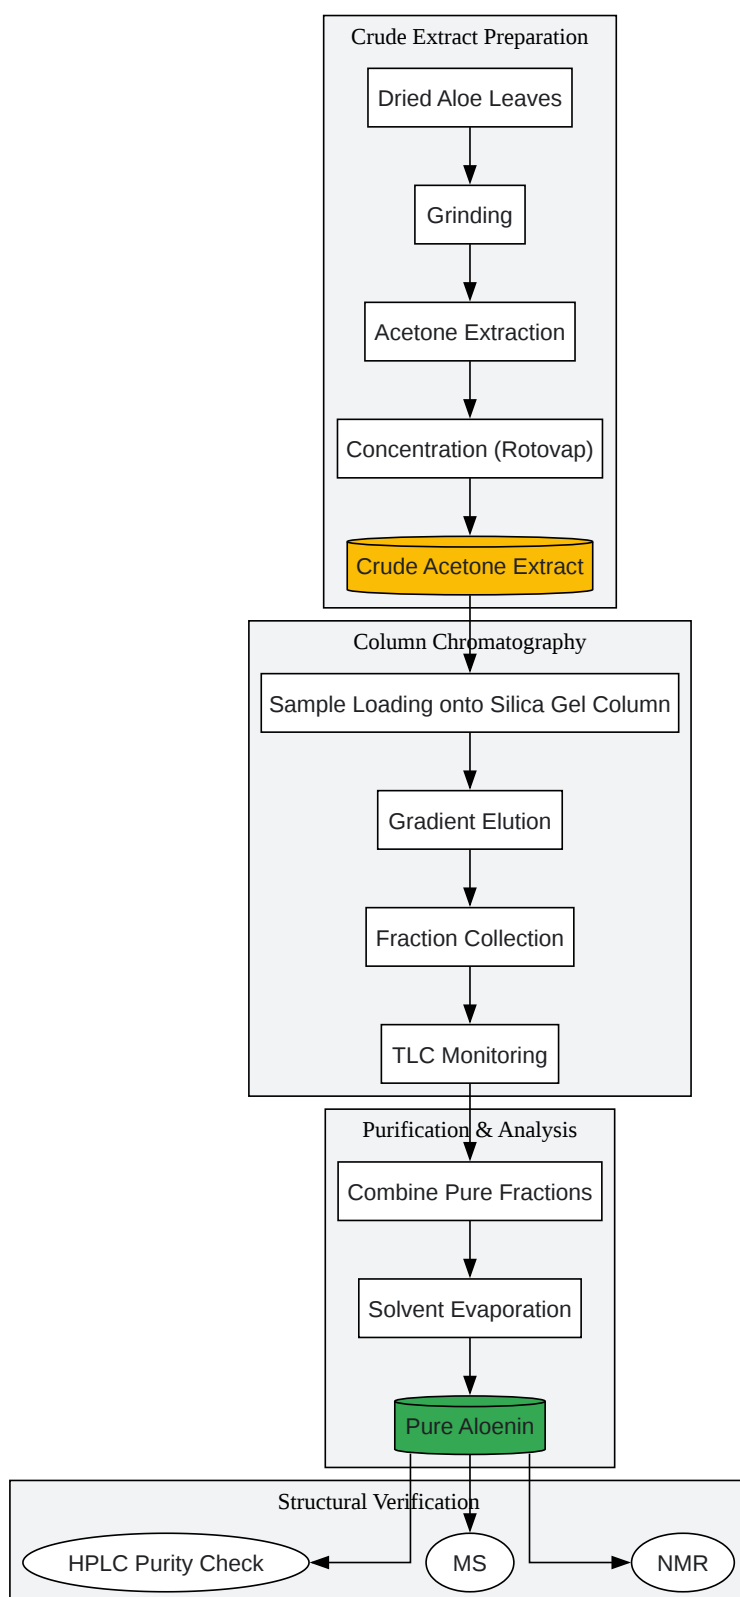 Crude Extract Preparation
Dried Aloe Leaves
Grinding
Acetone Extraction
Concentration (Rotovap)
Crude Acetone Extract
Column Chromatography
Sample Loading onto Silica Gel Column
Gradient Elution
Fraction Collection
TLC Monitoring
Purification & Analysis
Combine Pure Fractions
Solvent Evaporation
Pure Aloenin
Structural Verification
HPLC Purity Check
MS
NMR